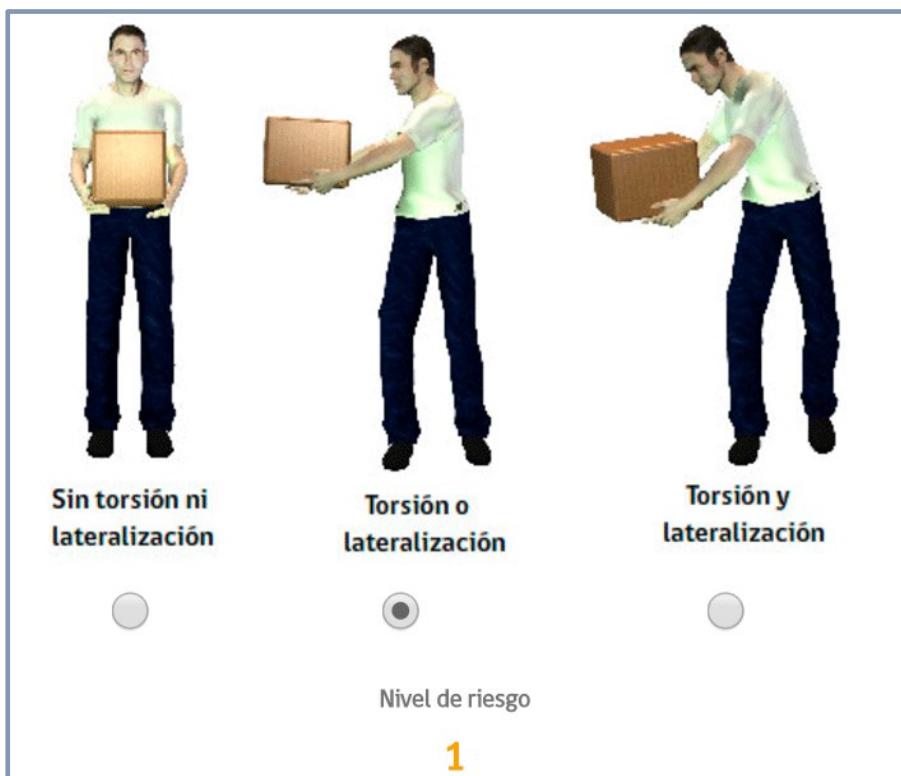 Sin torsión ni
lateralización
Torsión o
lateralización
Torsión y
lateralización
Nivel de riesgo
1